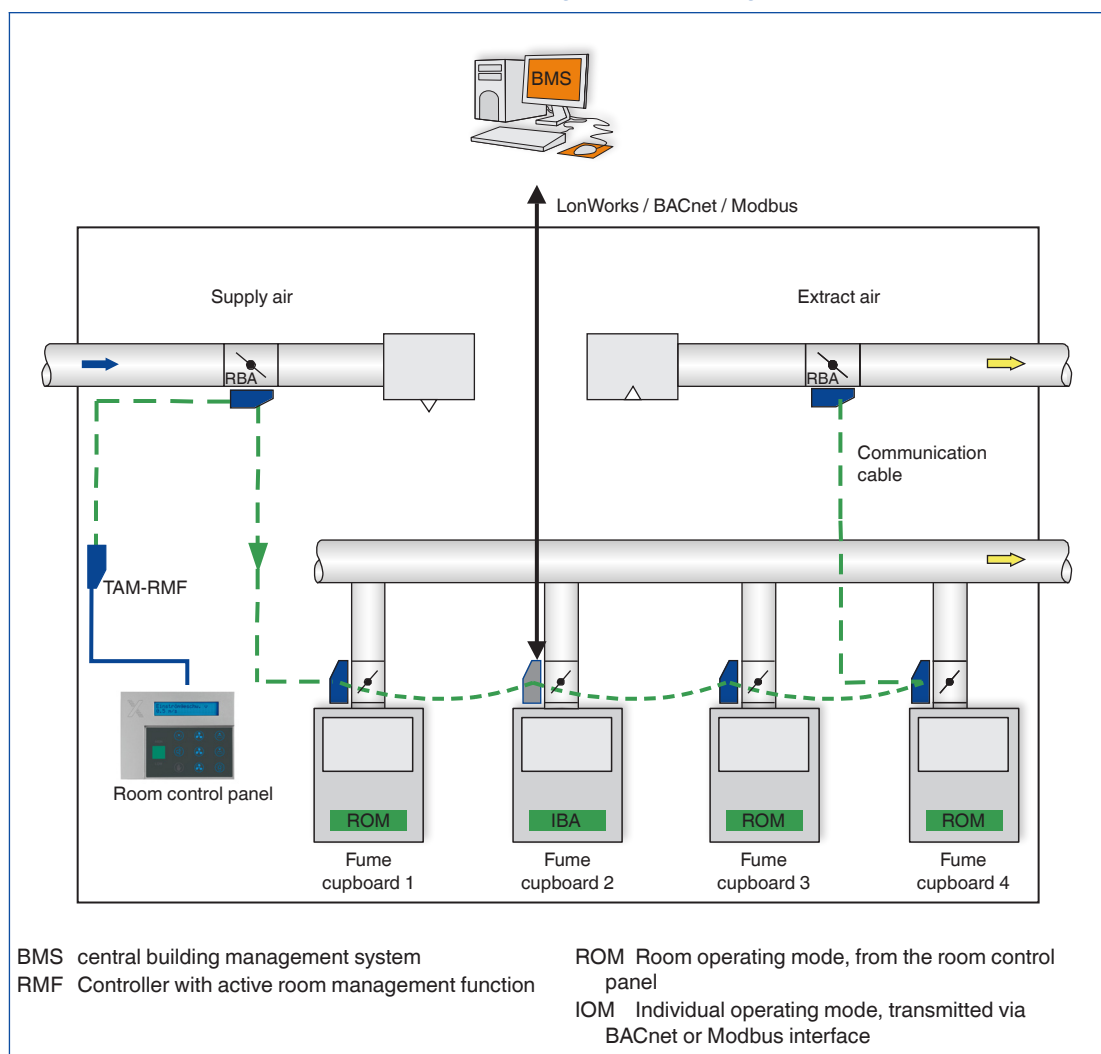 BMS
LonWorks / BACnet / Modbus
Supply air
Extract air
RBA
RBA
Communication
cable
TAM-RMF
Room control panel
ROM
IBA
ROM
ROM
Fume
cupboard 1
Fume
cupboard 2
Fume
cupboard 3
Fume
cupboard 4
BMS central building management system
RMF Controller with active room management function
ROM Room operating mode, from the room control
panel
IOM Individual operating mode, transmitted via
BACnet or Modbus interface